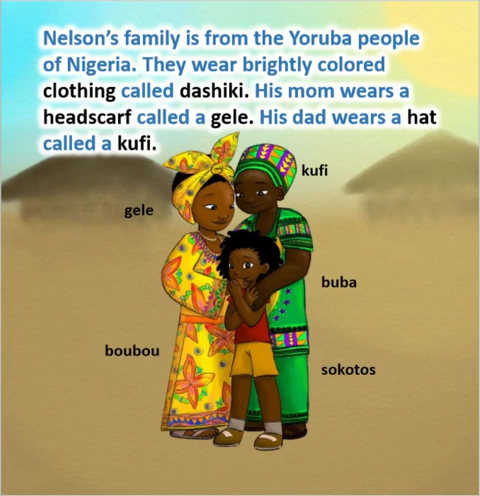 Nelson’s family is from the Yoruba people
of Nigeria. They wear brightly colored
clothing called dashiki. His mom wears a
headscarf called a gele. His dad wears a hat
called a kufi.
kufi
gele
buba
boubou
sokotos